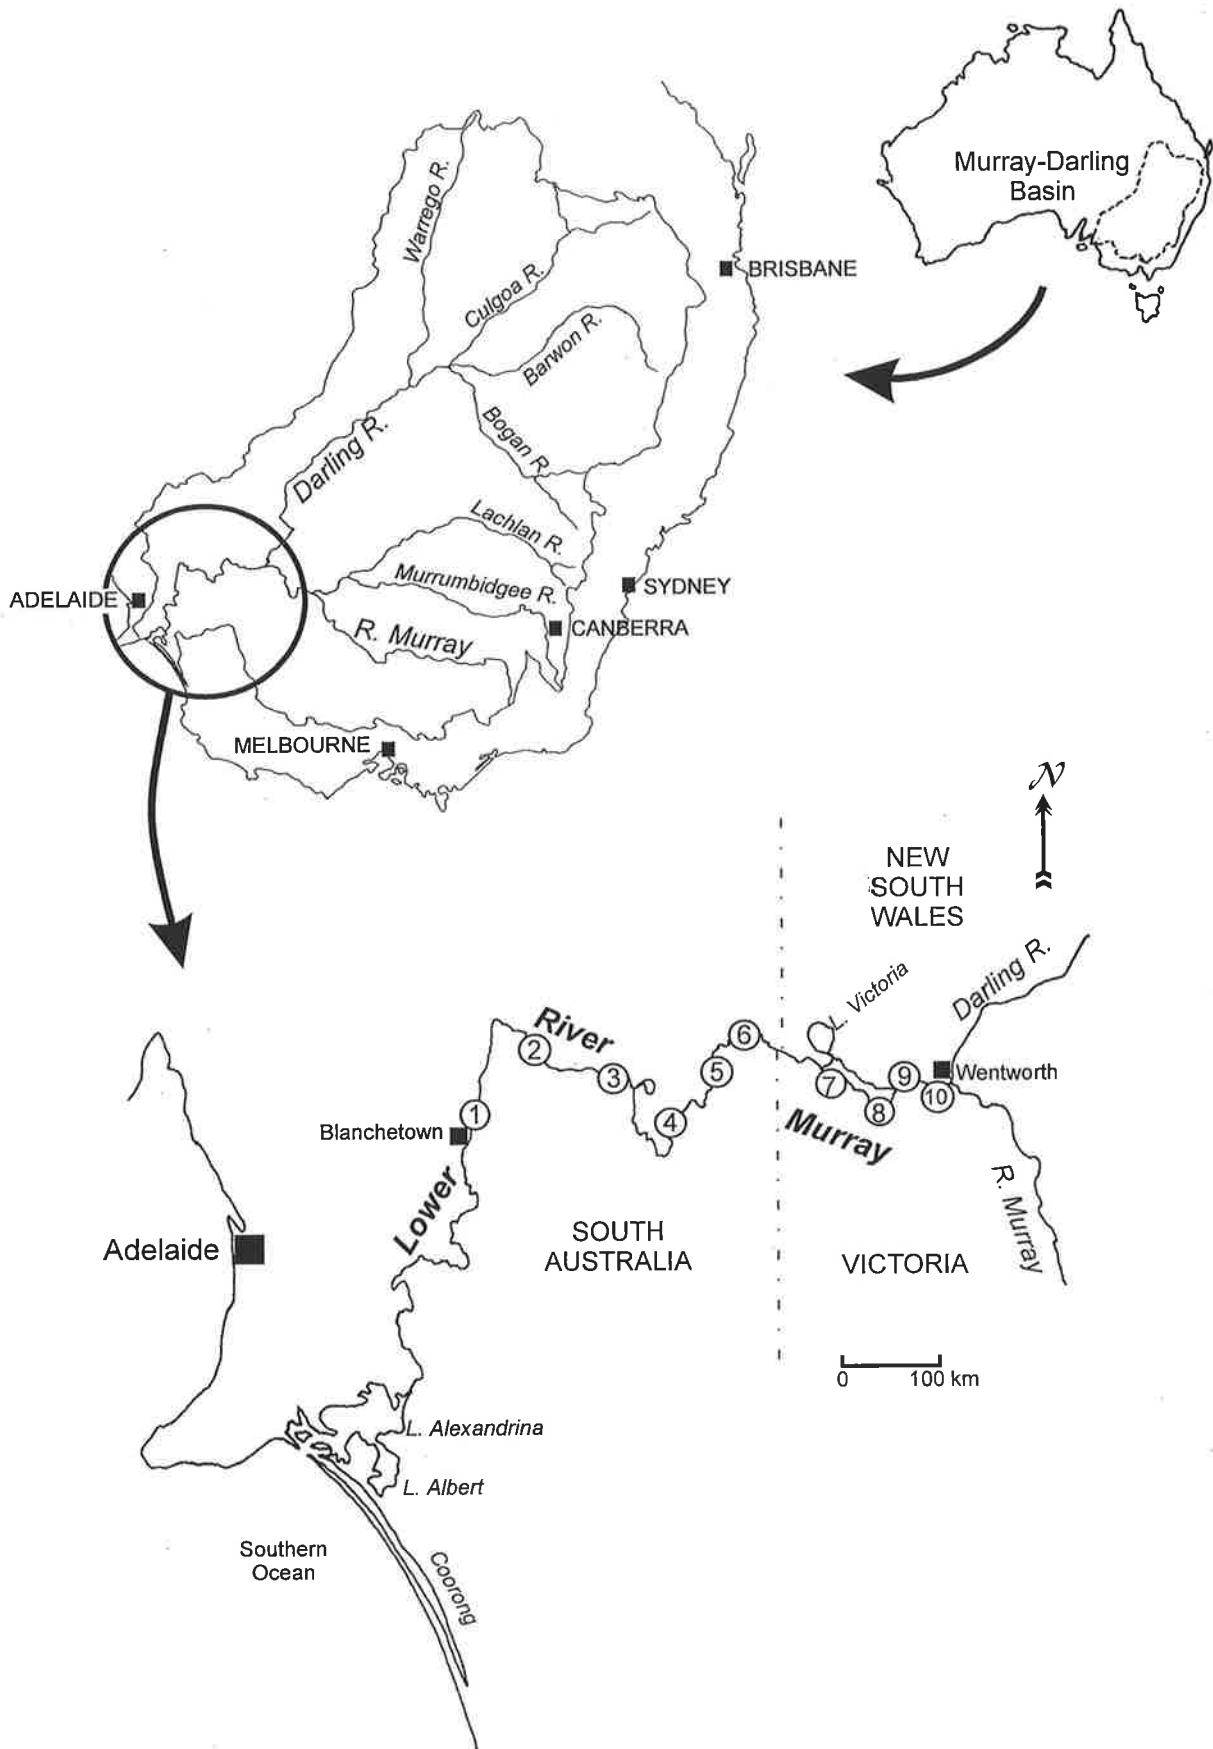 Murray-Darling
Basin
Warrego R.
Culgoa R.
BRISBANE
Barwon R.
Bogan R.
Darling R.
Lachlan R.
Murrumbidgee R.
SYDNEY
ADELAIDE
CANBERRA
R. Murray
MELBOURNE
N
NEW
SOUTH
WALES
Darling R.
L. Victoria
River
6
2
5
3
7
9
Wentworth
10
8
4
1
Blanchetown
Murray
Lower
R. Murray
SOUTH
AUSTRALIA
Adelaide
VICTORIA
0 100 km
L. Alexandrina
L. Albert
Southern
Ocean
Coorong